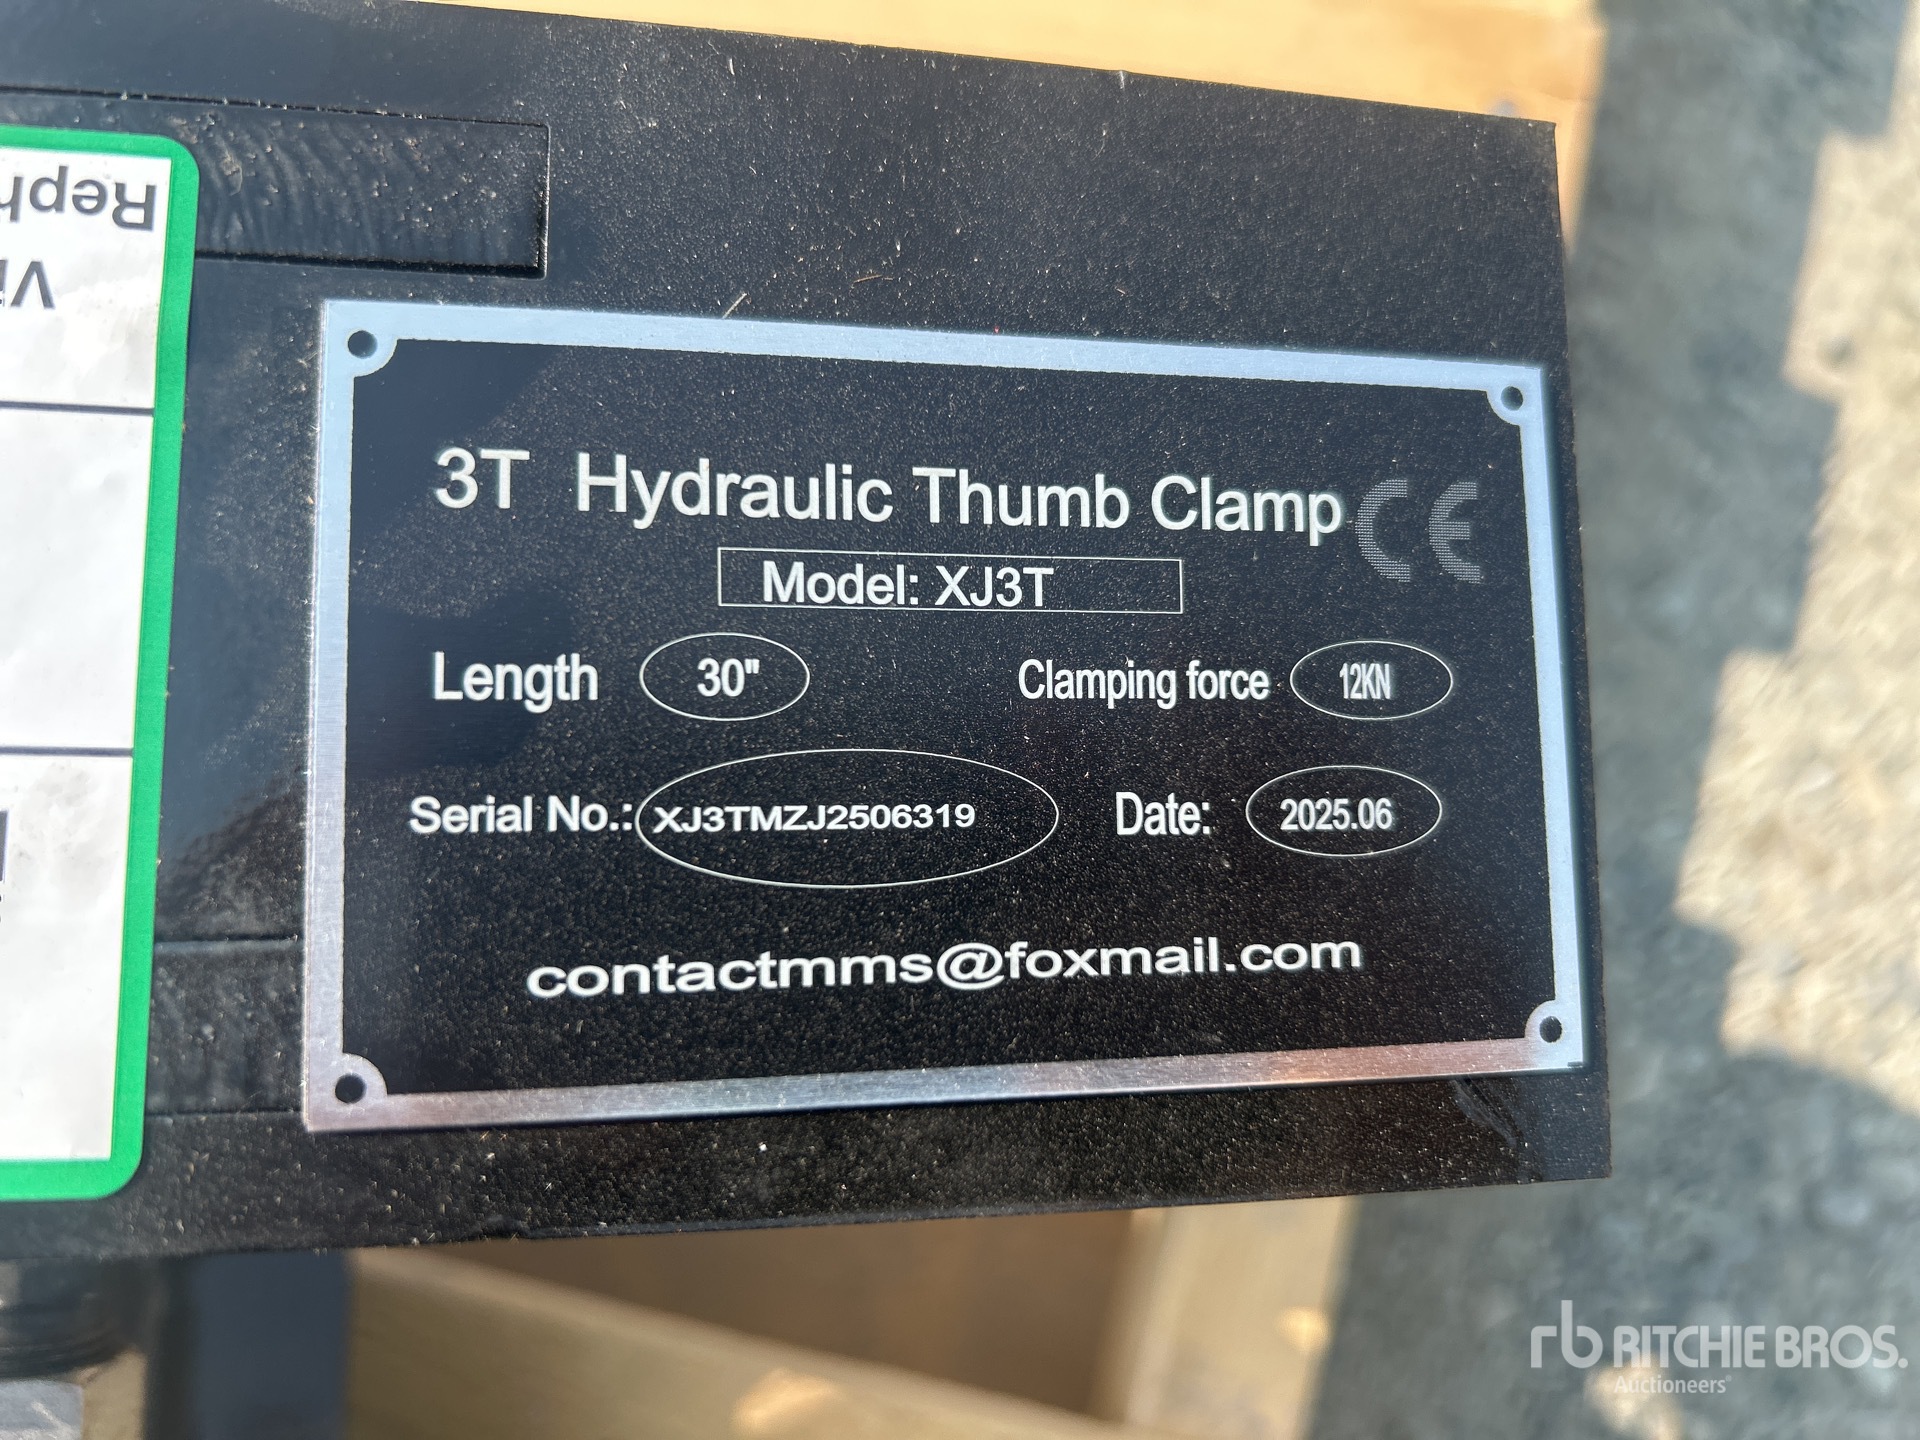 3T Hydraulic Thumb Clamp CE
Model: XJ3T
Length 30" Clamping force 12KN
Serial No.: XJ3TMZJ2506319 Date: 2025.06
contactmms@foxmail.com
rb RITCHIE BROS.
Auctioneers